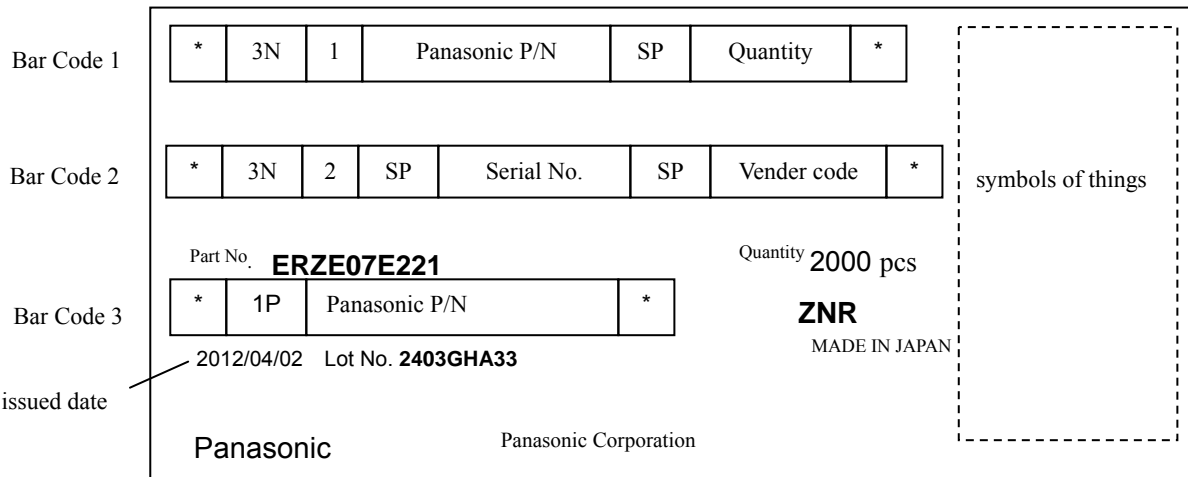 Bar Code 1 * 3N 1 Panasonic P/N SP Quantity *
Bar Code 2 * 3N 2 SP Serial No. SP Vender code *
symbols of things
Part No. ERZE07E221 Quantity 2000 pcs
Bar Code 3 * 1P Panasonic P/N * ZNR
MADE IN JAPAN
2012/04/02 Lot No. 2403GHA33
issued date
Panasonic Panasonic Corporation